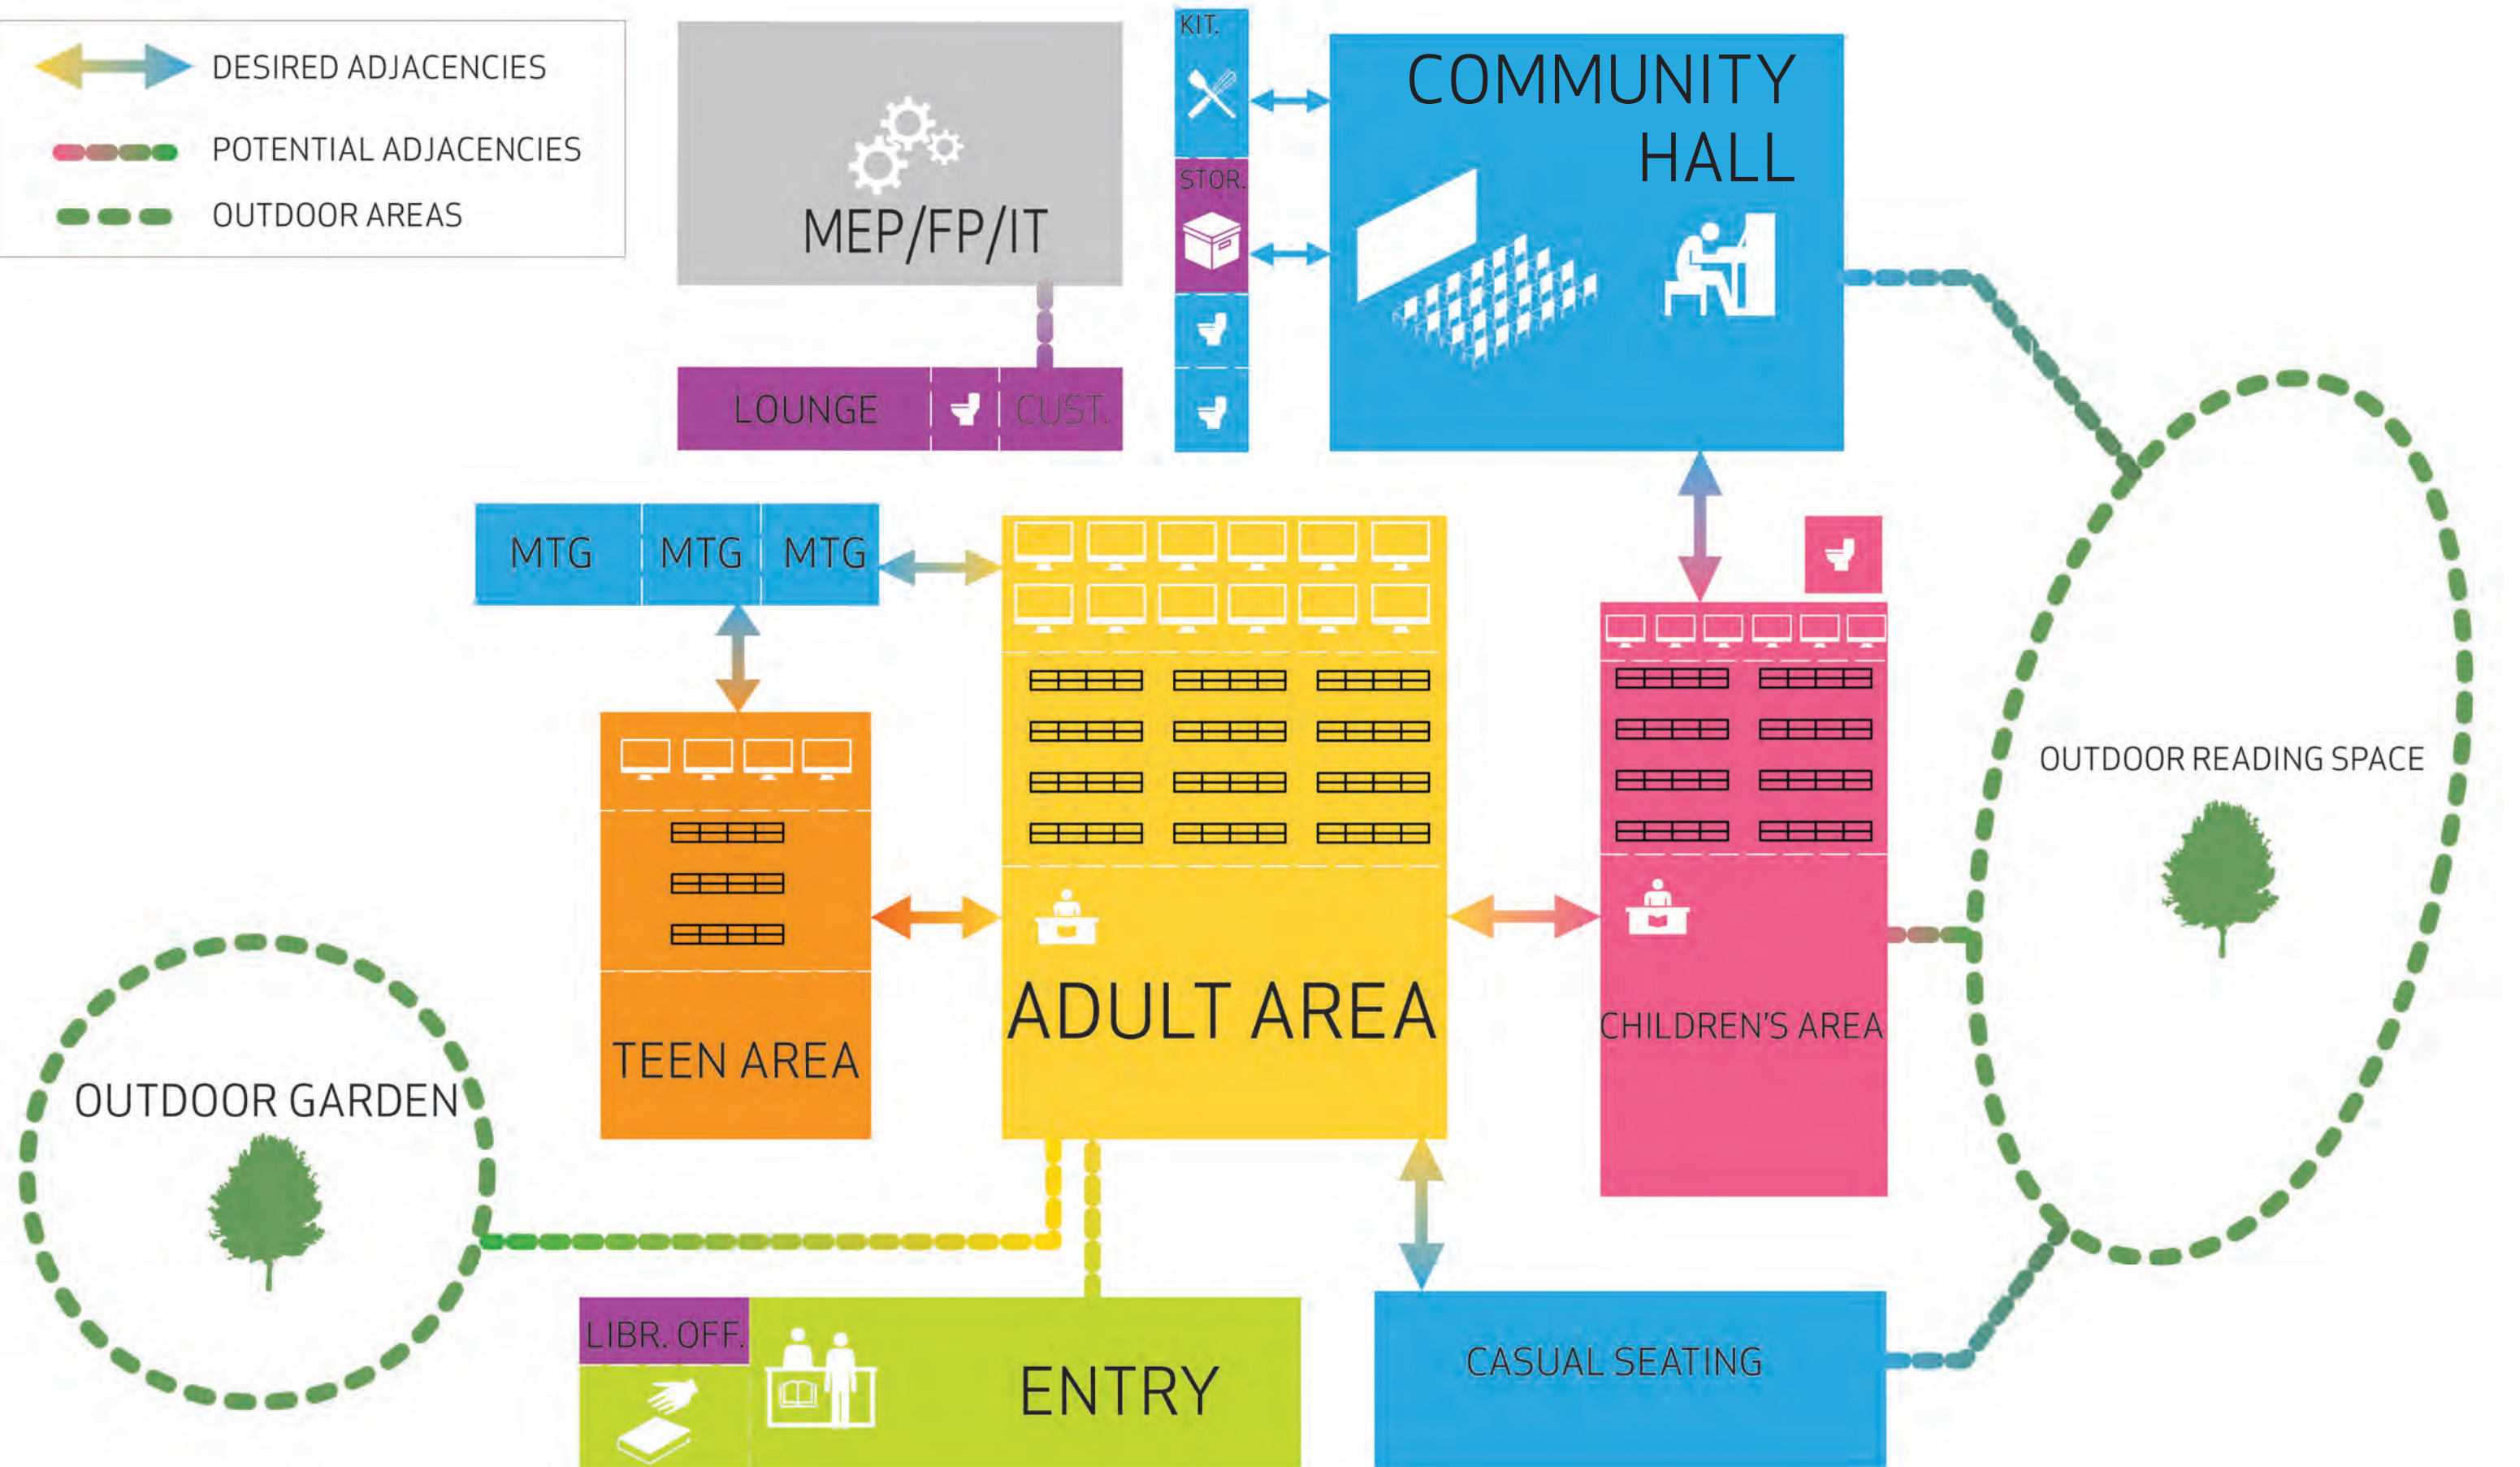 DESIRED ADJACENCIES
POTENTIAL ADJACENCIES
OUTDOOR AREAS
MEP/FP/IT
KIT.
STOR.
COMMUNITY
HALL
LOUNGE
CUST.
MTG
MTG
MTG
OUTDOOR READING SPACE
ADULT AREA
CHILDREN'S AREA
TEEN AREA
OUTDOOR GARDEN
LIBR. OFF.
ENTRY
CASUAL SEATING